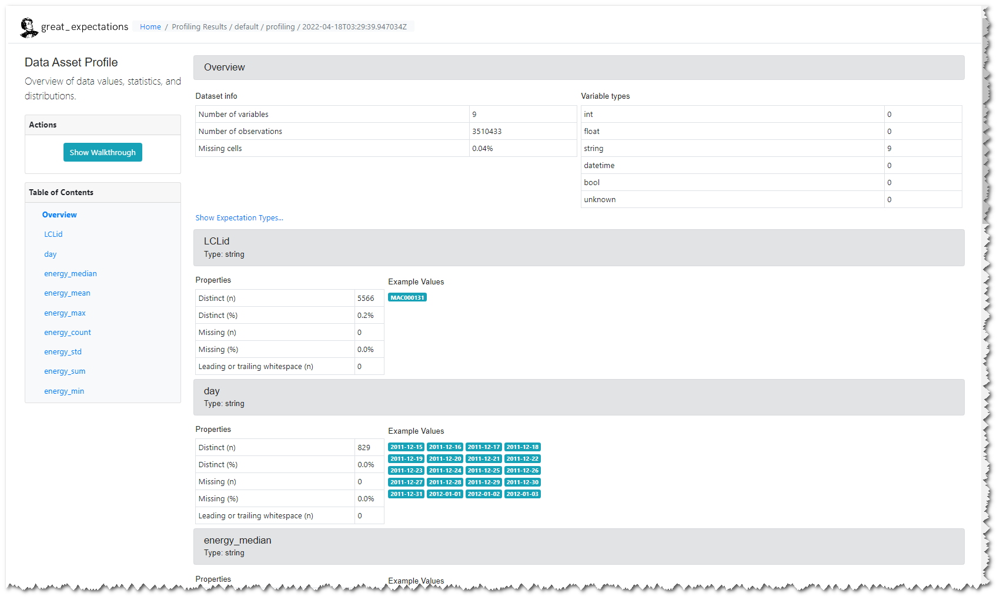 great_expectations Home / Profiling Results / default / profiling / 2022-04-18T03:29:39.947034Z
Data Asset Profile
Overview of data values, statistics, and
distributions.
Actions
Show Walkthrough
Table of Contents
Overview
LCLid
day
energy_median
energy_mean
energy_max
energy_count
energy_std
energy_sum
energy_min
Overview
Dataset info
Number of variables 9
Number of observations 3510433
Missing cells 0.04%
Variable types
int 0
float 0
string 9
datetime 0
bool 0
unknown 0
Show Expectation Types...
LCLid
Type: string
Properties
Distinct (n) 5566
Distinct (%) 0.2%
Missing (n) 0
Missing (%) 0.0%
Leading or trailing whitespace (n) 0
Example Values
MAC000131
day
Type: string
Properties
Distinct (n) 829
Distinct (%) 0.0%
Missing (n) 0
Missing (%) 0.0%
Leading or trailing whitespace (n) 0
Example Values
2011-12-15 2011-12-16 2011-12-17 2011-12-18
2011-12-19 2011-12-20 2011-12-21 2011-12-22
2011-12-23 2011-12-24 2011-12-25 2011-12-26
2011-12-27 2011-12-28 2011-12-29 2011-12-30
2011-12-31 2012-01-01 2012-01-02 2012-01-03
energy_median
Type: string
Properties
Example Values